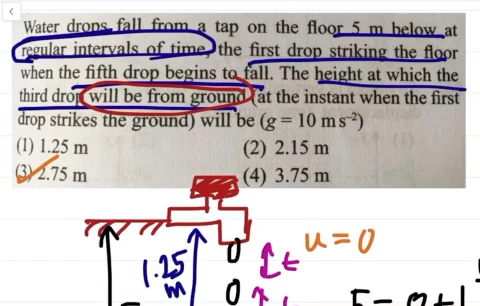 Water drops fall from a tap on the floor 5 m below at
regular intervals of time, the first drop striking the floor
when the fifth drop begins to fall. The height at which the
third drop will be from ground (at the instant when the first
drop strikes the ground) will be (g = 10 m s⁻²)
(1) 1.25 m (2) 2.15 m
(3) 2.75 m (4) 3.75 m
u = 0
t
1.25
m